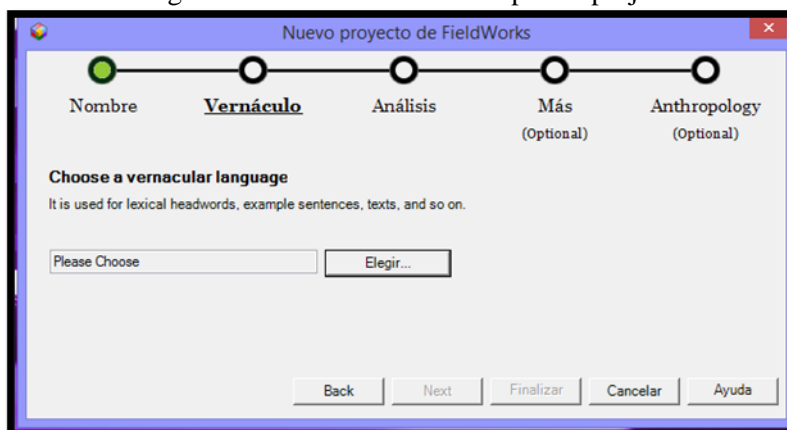 Nuevo proyecto de FieldWorks
Nombre Vernáculo Análisis Más Anthropology
(Optional) (Optional)
Choose a vernacular language
It is used for lexical headwords, example sentences, texts, and so on.
Please Choose Elegir...
Back Next Finalizar Cancelar Ayuda